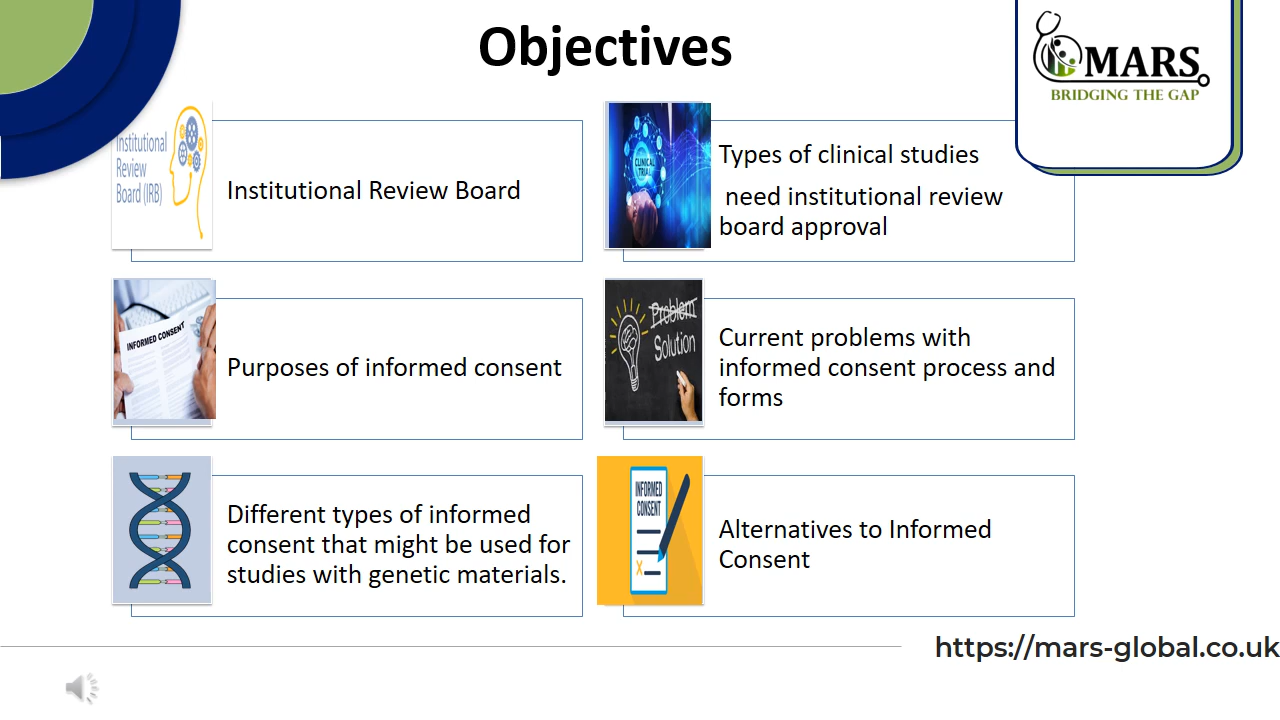 Objectives
MARS
BRIDGING THE GAP
Institutional
Review
Board (IRB)
Institutional Review Board
CLINICAL
TRIAL
Types of clinical studies
need institutional review
board approval
INFORMED CONSENT
Purposes of informed consent
Problem
Solution
Current problems with
informed consent process and
forms
Different types of informed
consent that might be used for
studies with genetic materials.
INFORMED
CONSENT
X
Alternatives to Informed
Consent
https://mars-global.co.uk